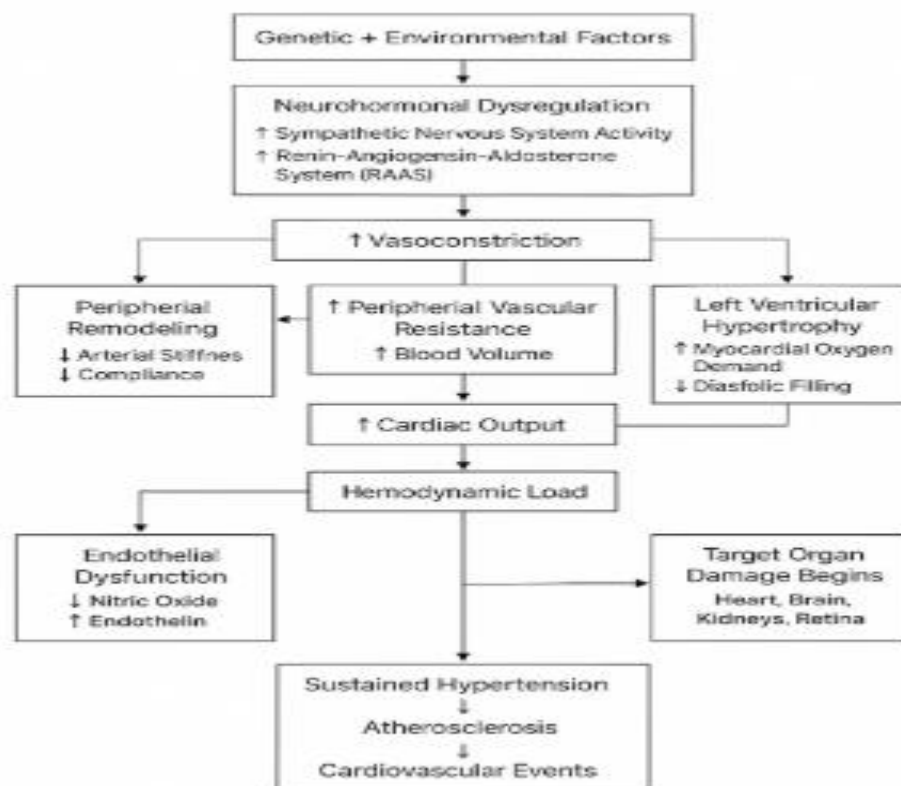 Genetic + Environmental Factors
Neurohormonal Dysregulation
↑ Sympathetic Nervous System Activity
↑ Renin-Angiogensin-Aldosterone
System (RAAS)
↑ Vasoconstriction
Peripherial
Remodeling
↓ Arterial Stiffnes
↓ Compliance
↑ Peripherial Vascular
Resistance
↑ Blood Volume
Left Ventricular
Hypertrophy
↑ Myocardial Oxygen
Demand
↓ Diasfolic Filling
↑ Cardiac Output
Hemodynamic Load
Endothelial
Dysfunction
↓ Nitric Oxide
↑ Endothelin
Target Organ
Damage Begins
Heart, Brain,
Kidneys, Retina
Sustained Hypertension
↓
Atherosclerosis
↓
Cardiovascular Events